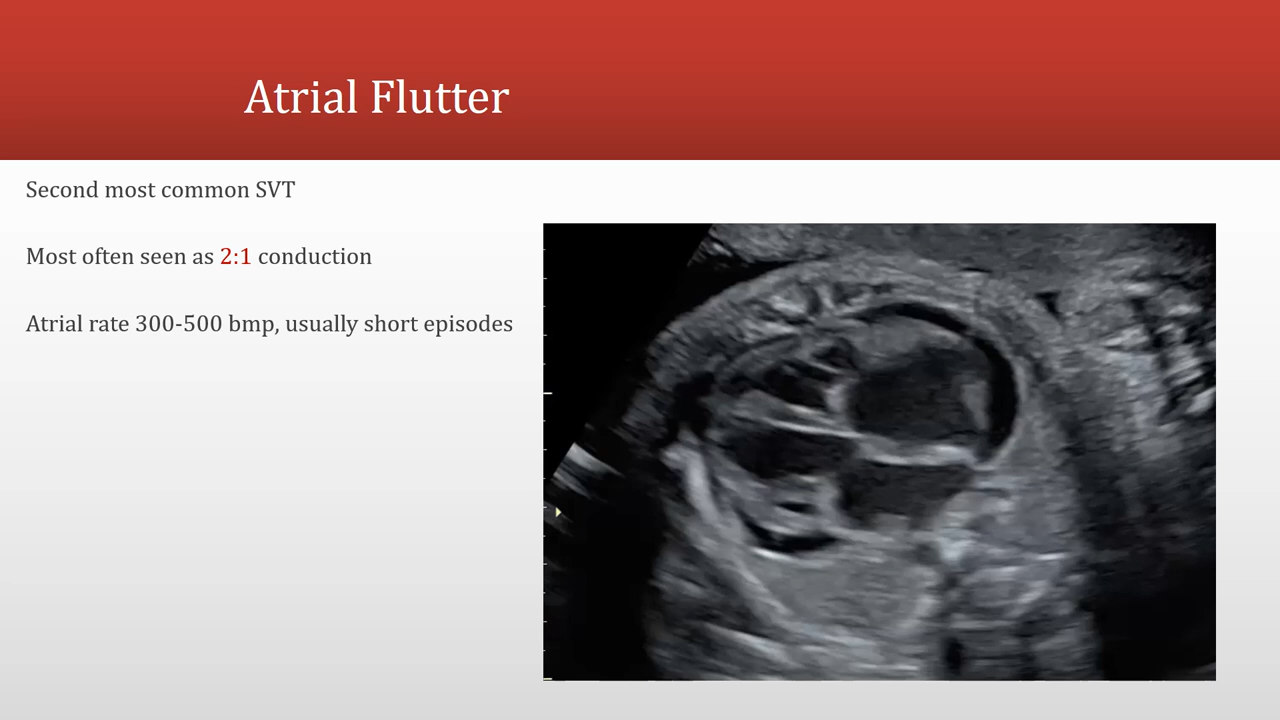 Atrial Flutter
Second most common SVT
Most often seen as 2:1 conduction
Atrial rate 300-500 bmp, usually short episodes